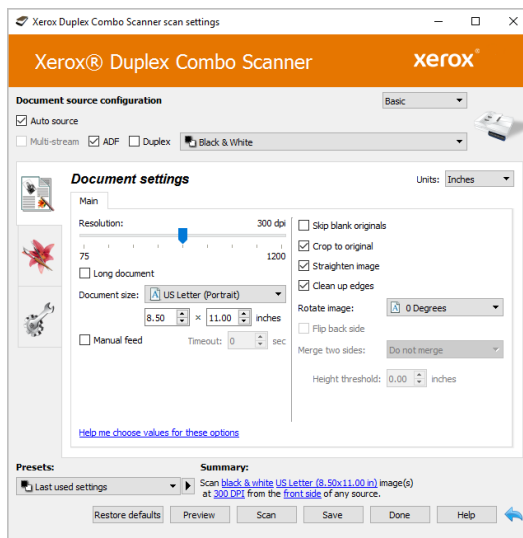 Xerox Duplex Combo Scanner scan settings
Xerox® Duplex Combo Scanner
xerox®
Document source configuration
Basic
Auto source
Multi-stream ADF Duplex Black & White
Document settings
Units: Inches
Main
Resolution: 300 dpi
75 1200
Long document
Document size: US Letter (Portrait)
8.50 × 11.00 inches
Manual feed Timeout: 0 sec
Skip blank originals
Crop to original
Straighten image
Clean up edges
Rotate image: 0 Degrees
Flip back side
Merge two sides: Do not merge
Height threshold: 0.00 inches
Help me choose values for these options
Presets:
Last used settings
Summary:
Scan black & white US Letter (8.50x11.00 in) image(s)
at 300 DPI from the front side of any source.
Restore defaults Preview Scan Save Done Help